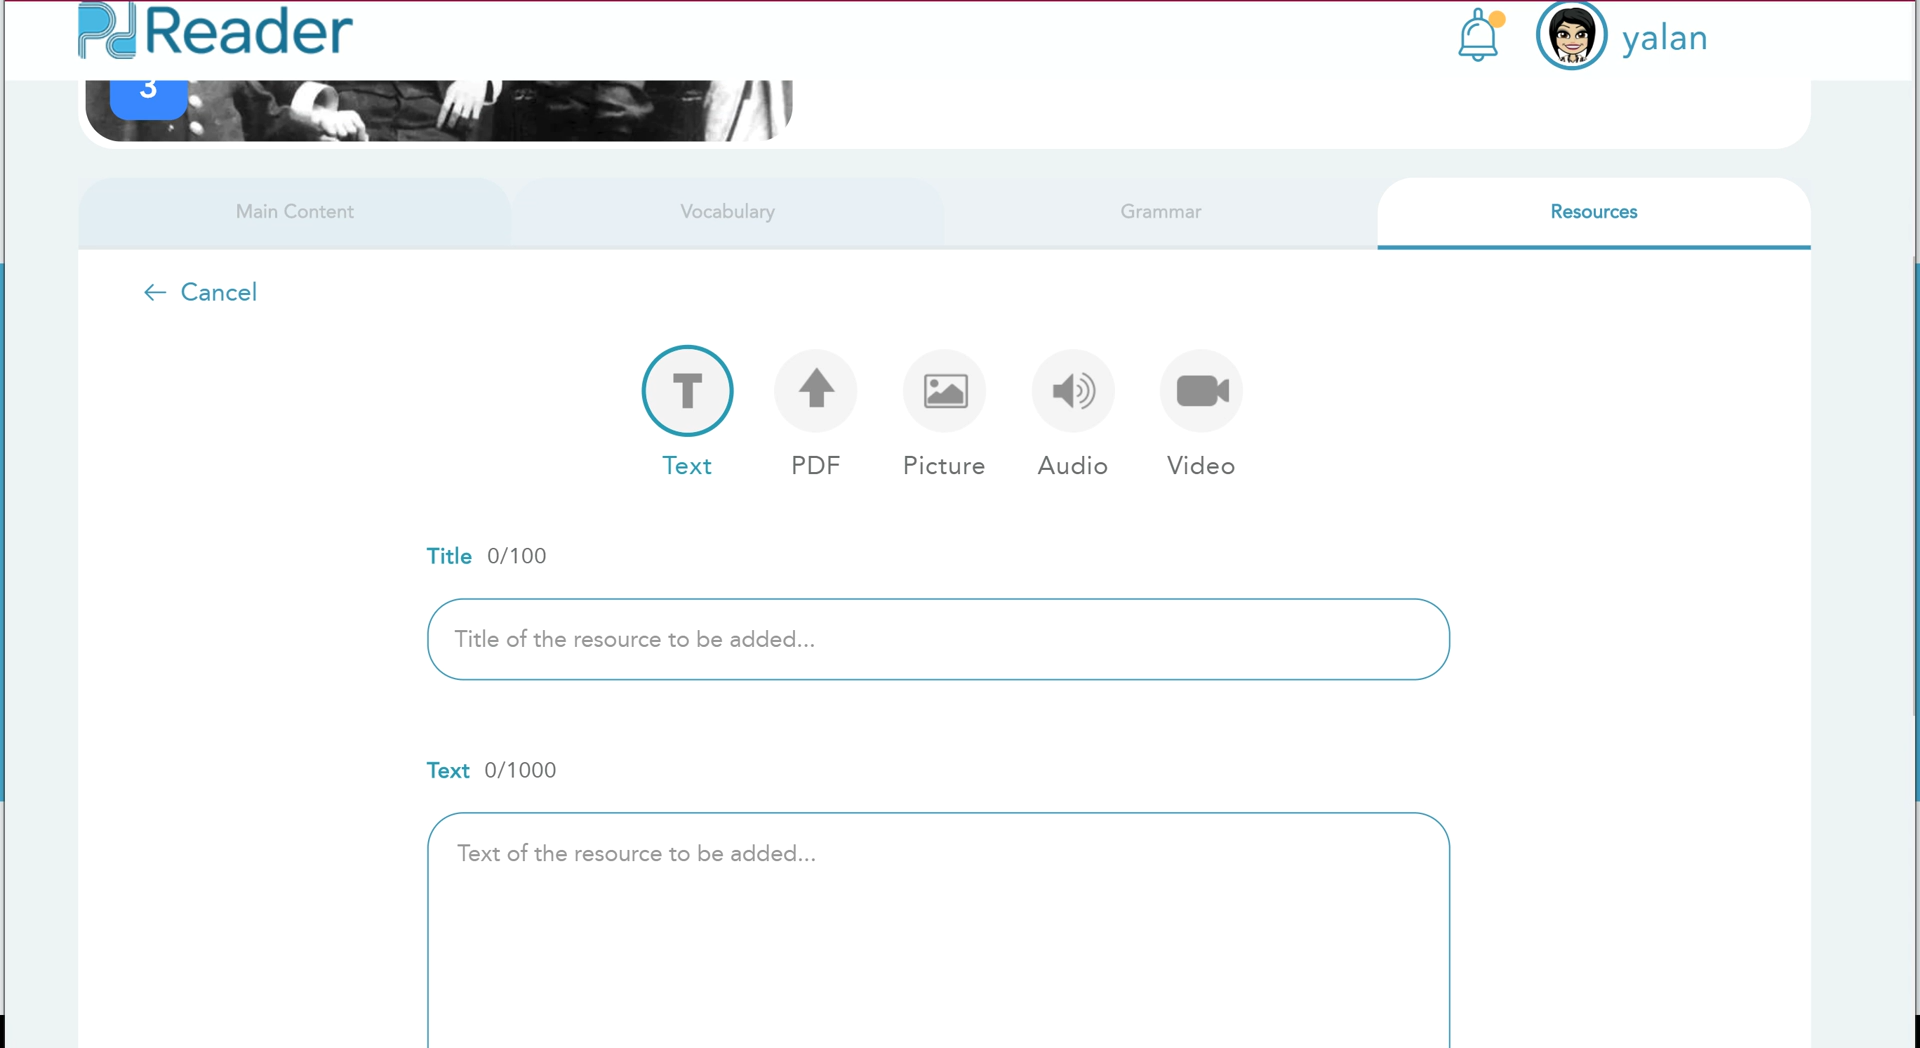 Reader
yalan
3
Main Content
Vocabulary
Grammar
Resources
← Cancel
T
Text
PDF
Picture
Audio
Video
Title 0/100
Title of the resource to be added...
Text 0/1000
Text of the resource to be added...